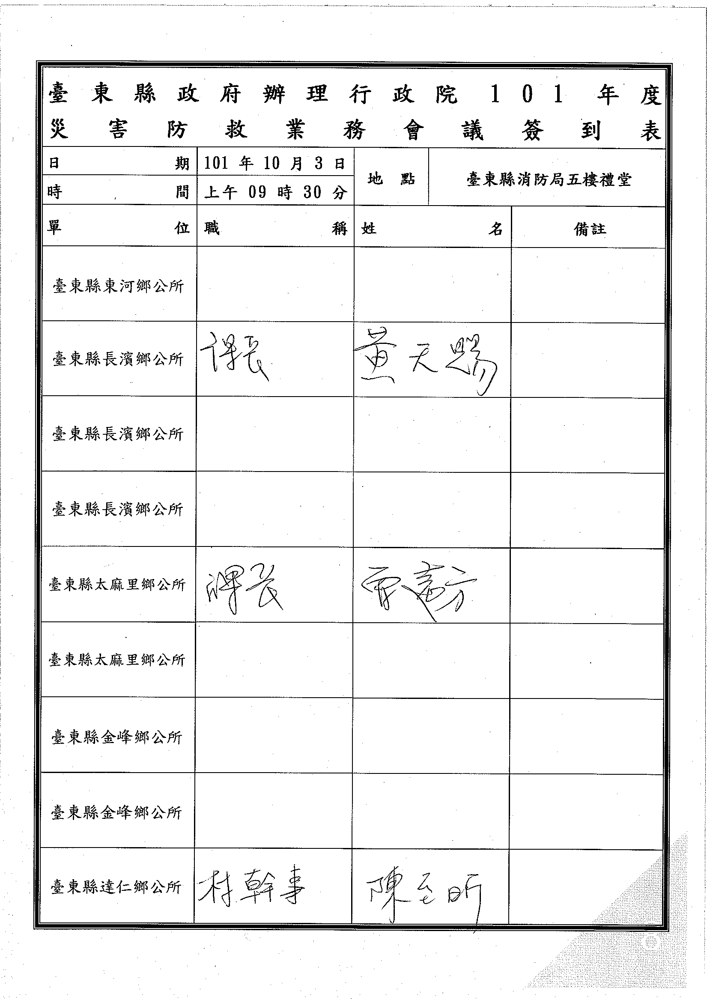 臺東縣政府辦理行政院101年度
災害防救業務會議簽到表
日期 101年10月3日 地點 臺東縣消防局五樓禮堂
時間 上午09時30分
單位 職稱 姓名 備註
臺東縣東河鄉公所
臺東縣長濱鄉公所 課長 黃天賜
臺東縣長濱鄉公所
臺東縣長濱鄉公所
臺東縣太麻里鄉公所 課長
臺東縣太麻里鄉公所
臺東縣金峰鄉公所
臺東縣金峰鄉公所
臺東縣達仁鄉公所 村幹事 陳至昕